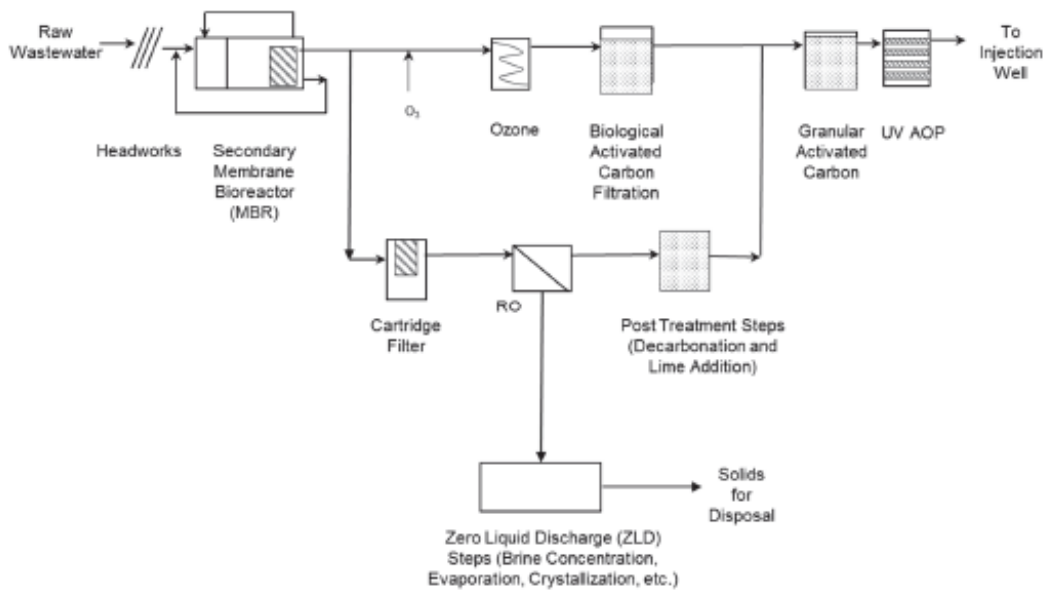 Raw
Wastewater
To
Injection
Well
O3
Ozone
Biological
Activated
Carbon
Filtration
Granular
Activated
Carbon
UV AOP
Headworks
Secondary
Membrane
Bioreactor
(MBR)
Cartridge
Filter
RO
Post Treatment Steps
(Decarbonation and
Lime Addition)
Solids
for
Disposal
Zero Liquid Discharge (ZLD)
Steps (Brine Concentration,
Evaporation, Crystallization, etc.)